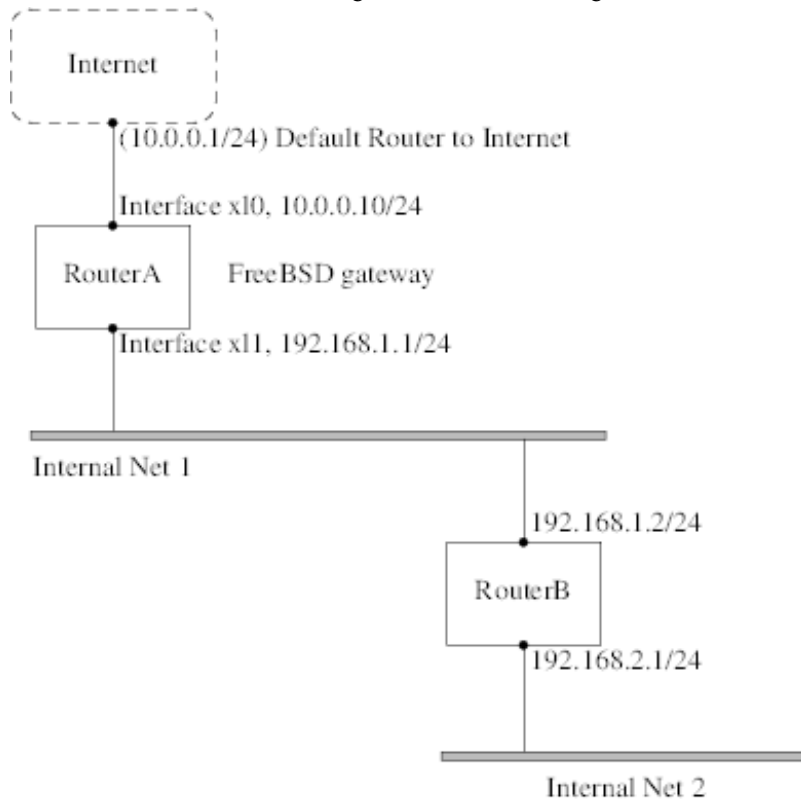 Internet
(10.0.0.1/24) Default Router to Internet
Interface xl0, 10.0.0.10/24
RouterA
FreeBSD gateway
Interface xl1, 192.168.1.1/24
Internal Net 1
192.168.1.2/24
RouterB
192.168.2.1/24
Internal Net 2